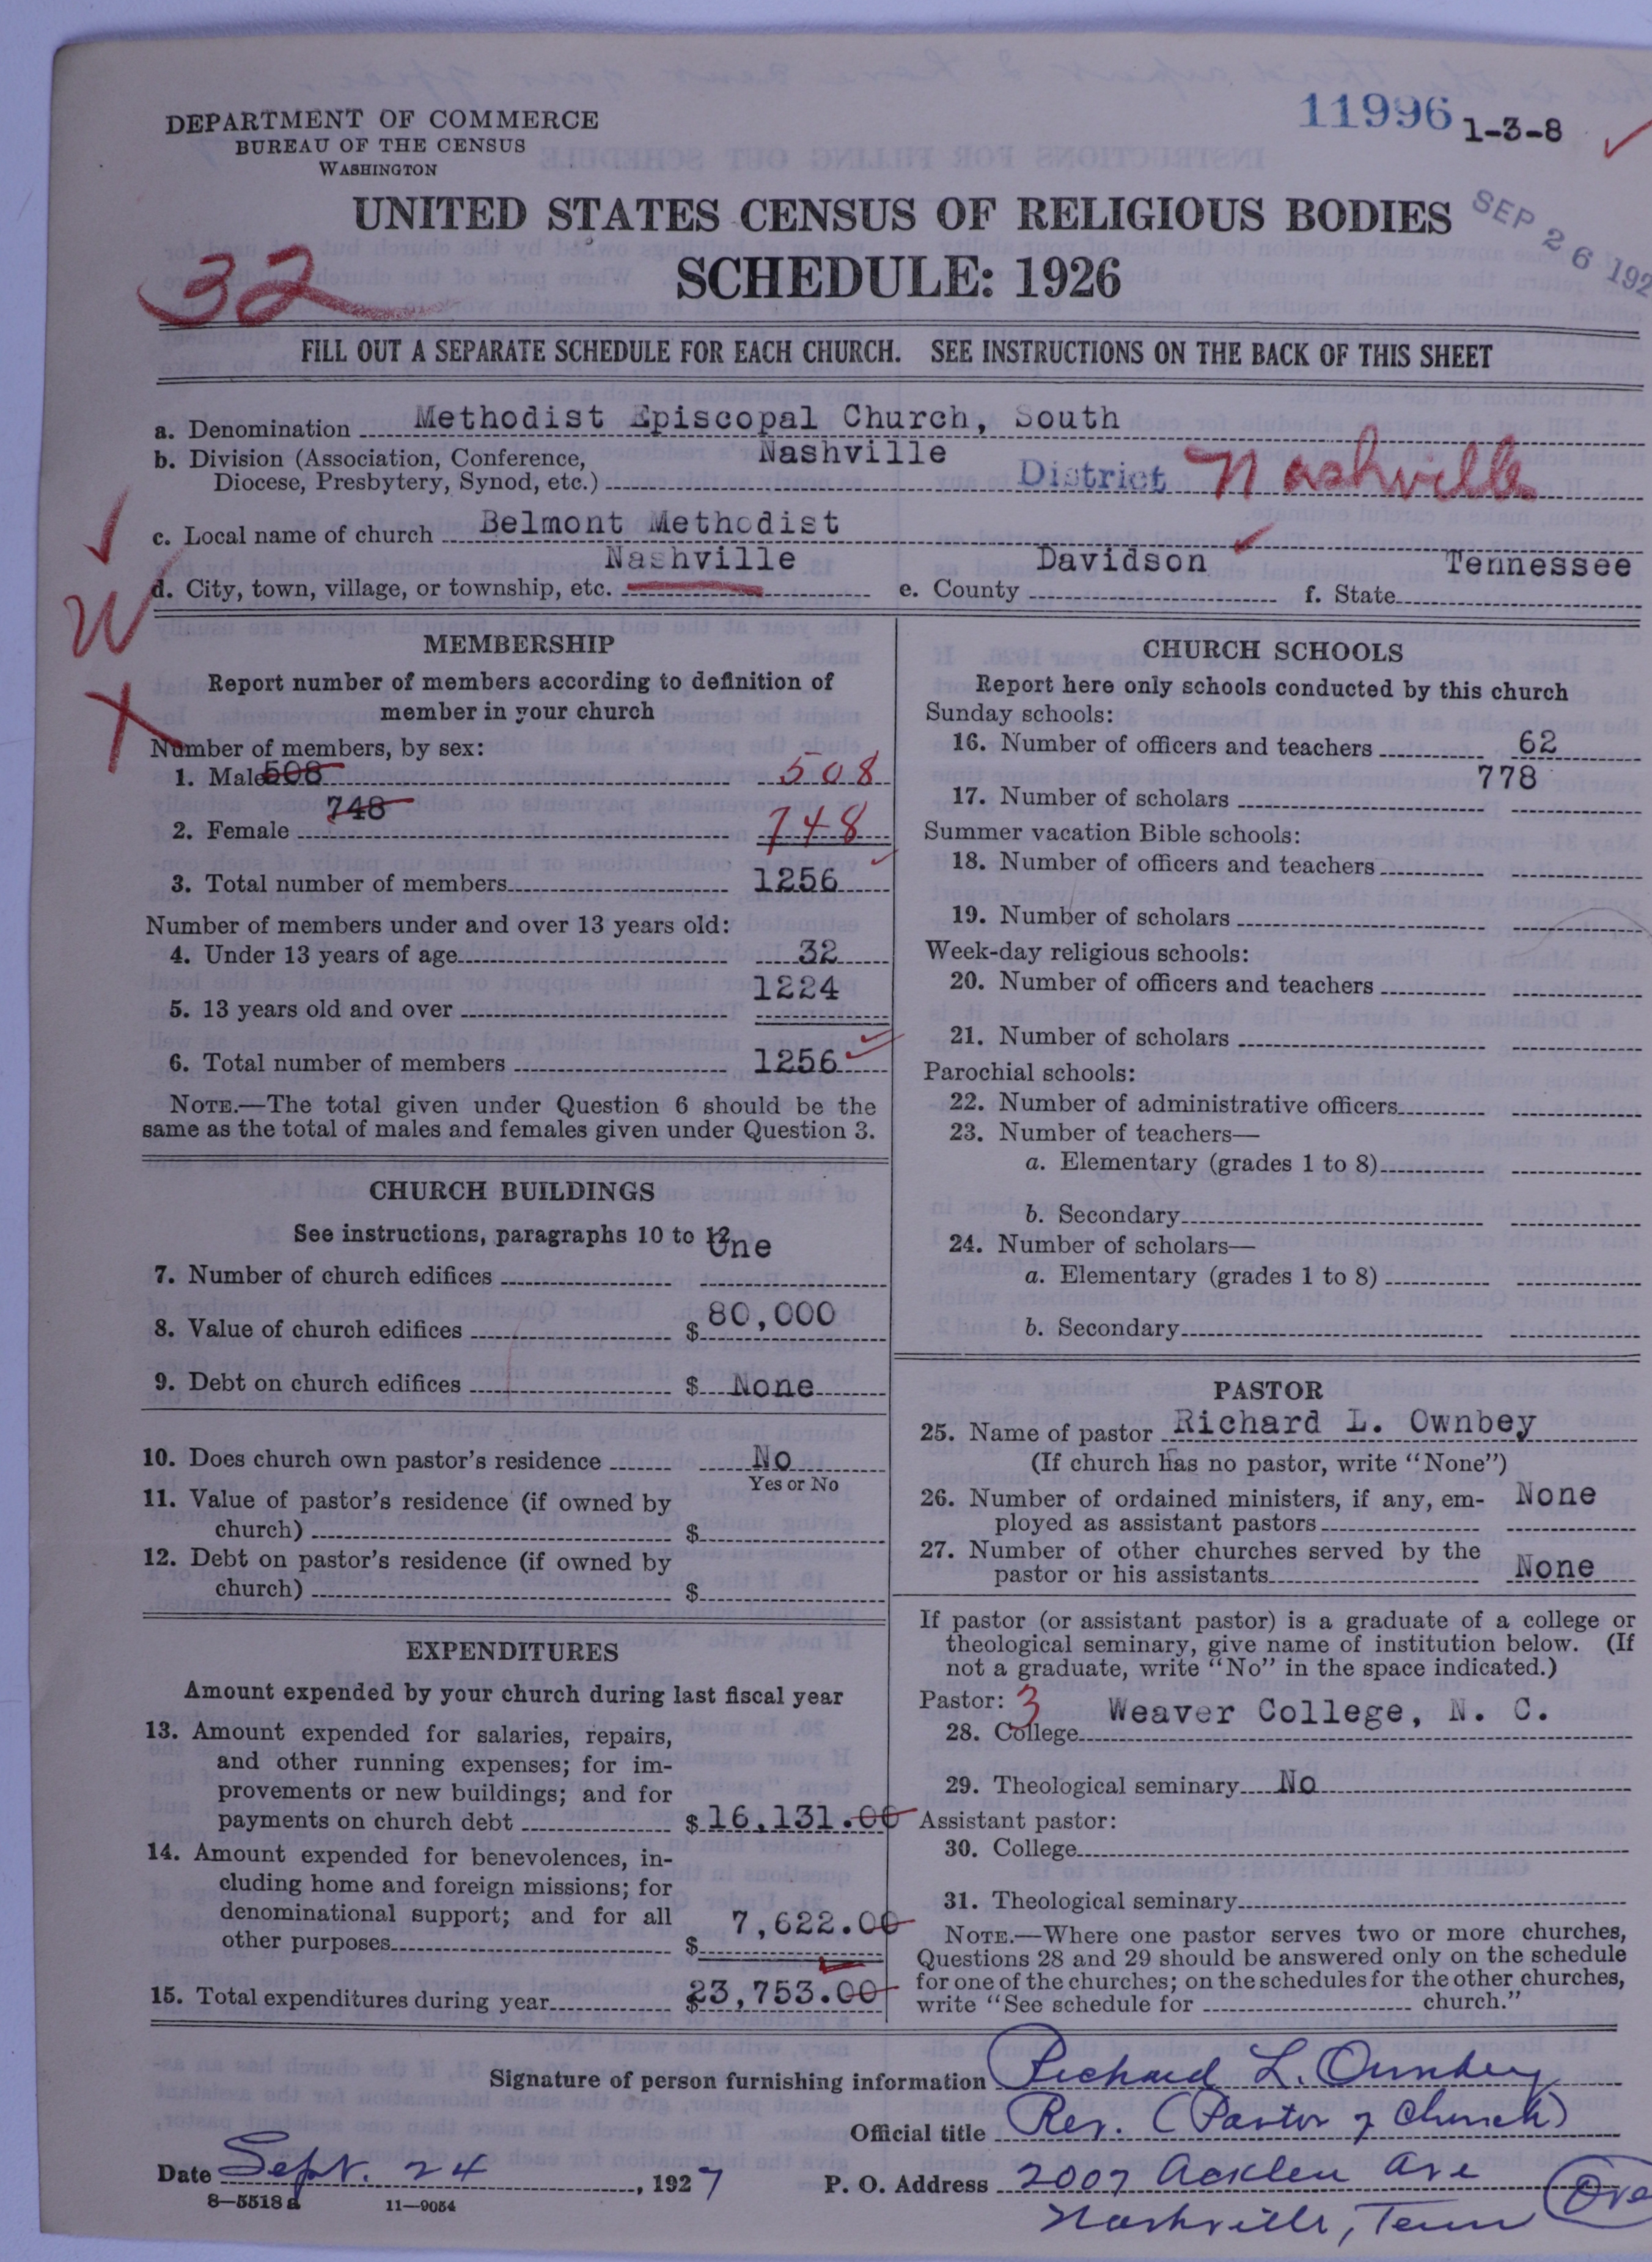 11996 1-3-8
DEPARTMENT OF COMMERCE
BUREAU OF THE CENSUS
WASHINGTON
UNITED STATES CENSUS OF RELIGIOUS BODIES
SEP 26 192
32
SCHEDULE: 1926
FILL OUT A SEPARATE SCHEDULE FOR EACH CHURCH. SEE INSTRUCTIONS ON THE BACK OF THIS SHEET
a. Denomination Methodist Episcopal Church, South
b. Division (Association, Conference, Nashville
Diocese, Presbytery, Synod, etc.) District Nashville
c. Local name of church Belmont Methodist
d. City, town, village, or township, etc. Nashville e. County Davidson f. State Tennessee
W
X
MEMBERSHIP
Report number of members according to definition of
member in your church
Number of members, by sex:
1. Male 508 508
2. Female 748 748
3. Total number of members 1256
Number of members under and over 13 years old:
4. Under 13 years of age 32
5. 13 years old and over 1224
6. Total number of members 1256
NOTE.—The total given under Question 6 should be the
same as the total of males and females given under Question 3.
CHURCH BUILDINGS
See instructions, paragraphs 10 to 12
7. Number of church edifices One
8. Value of church edifices $ 80,000
9. Debt on church edifices $ None
10. Does church own pastor's residence No
Yes or No
11. Value of pastor's residence (if owned by
church) $
12. Debt on pastor's residence (if owned by
church) $
EXPENDITURES
Amount expended by your church during last fiscal year
13. Amount expended for salaries, repairs,
and other running expenses; for im-
provements or new buildings; and for
payments on church debt $ 16,131.00
14. Amount expended for benevolences, in-
cluding home and foreign missions; for
denominational support; and for all
other purposes $ 7,622.00
15. Total expenditures during year $ 23,753.00
CHURCH SCHOOLS
Report here only schools conducted by this church
Sunday schools:
16. Number of officers and teachers 62
17. Number of scholars 778
Summer vacation Bible schools:
18. Number of officers and teachers
19. Number of scholars
Week-day religious schools:
20. Number of officers and teachers
21. Number of scholars
Parochial schools:
22. Number of administrative officers
23. Number of teachers—
a. Elementary (grades 1 to 8)
b. Secondary
24. Number of scholars—
a. Elementary (grades 1 to 8)
b. Secondary
PASTOR
25. Name of pastor Richard L. Ownbey
(If church has no pastor, write "None")
26. Number of ordained ministers, if any, em-
ployed as assistant pastors None
27. Number of other churches served by the
pastor or his assistants None
If pastor (or assistant pastor) is a graduate of a college or
theological seminary, give name of institution below. (If
not a graduate, write "No" in the space indicated.)
Pastor: 3
28. College Weaver College, N. C.
29. Theological seminary No
Assistant pastor:
30. College
31. Theological seminary
NOTE.—Where one pastor serves two or more churches,
Questions 28 and 29 should be answered only on the schedule
for one of the churches; on the schedules for the other churches,
write "See schedule for church."
Signature of person furnishing information Richard L. Ownbey
Official title Rev. (Pastor of Church)
Date Sept. 24, 1927 P. O. Address 2007 Acklen Ave
8—5518a 11—9054
Nashville, Tenn